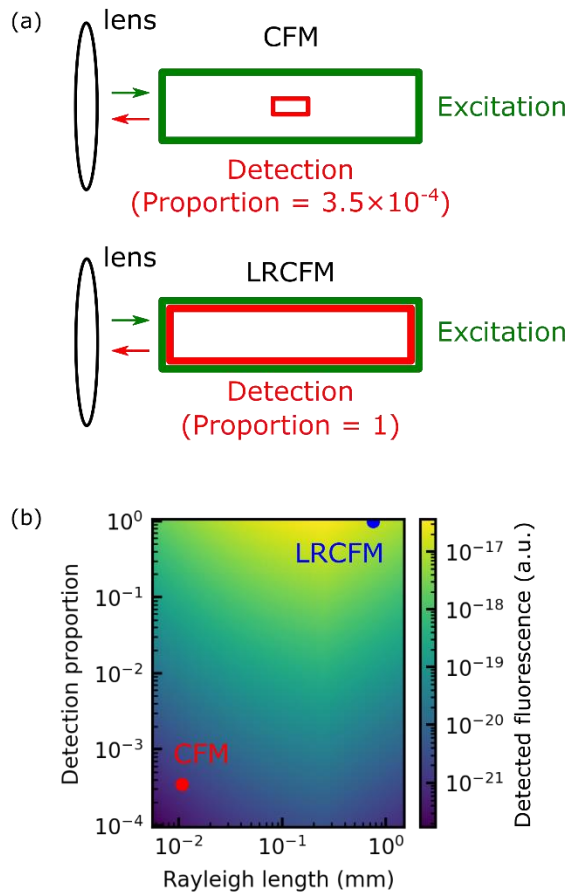 (a)
lens
CFM
Excitation
Detection
(Proportion = 3.5×10⁻⁴)
lens
LRCFM
Excitation
Detection
(Proportion = 1)
(b)
10⁰
10⁻¹
10⁻²
10⁻³
10⁻⁴
Detection proportion
LRCFM
CFM
10⁻²
10⁻¹
10⁰
Rayleigh length (mm)
10⁻¹⁷
10⁻¹⁸
10⁻¹⁹
10⁻²⁰
10⁻²¹
Detected fluorescence (a.u.)